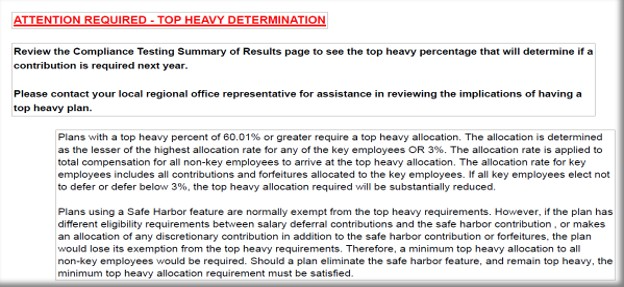 ATTENTION REQUIRED - TOP HEAVY DETERMINATION
Review the Compliance Testing Summary of Results page to see the top heavy percentage that will determine if a
contribution is required next year.
Please contact your local regional office representative for assistance in reviewing the implications of having a
top heavy plan.
Plans with a top heavy percent of 60.01% or greater require a top heavy allocation. The allocation is determined
as the lesser of the highest allocation rate for any of the key employees OR 3%. The allocation rate is applied to
total compensation for all non-key employees to arrive at the top heavy allocation. The allocation rate for key
employees includes all contributions and forfeitures allocated to the key employees. If all key employees elect not
to defer or defer below 3%, the top heavy allocation required will be substantially reduced.
Plans using a Safe Harbor feature are normally exempt from the top heavy requirements. However, if the plan has
different eligibility requirements between salary deferral contributions and the safe harbor contribution , or makes
an allocation of any discretionary contribution in addition to the safe harbor contribution or forfeitures, the plan
would lose its exemption from the top heavy requirements. Therefore, a minimum top heavy allocation to all
non-key employees would be required. Should a plan eliminate the safe harbor feature, and remain top heavy, the
minimum top heavy allocation requirement must be satisfied.